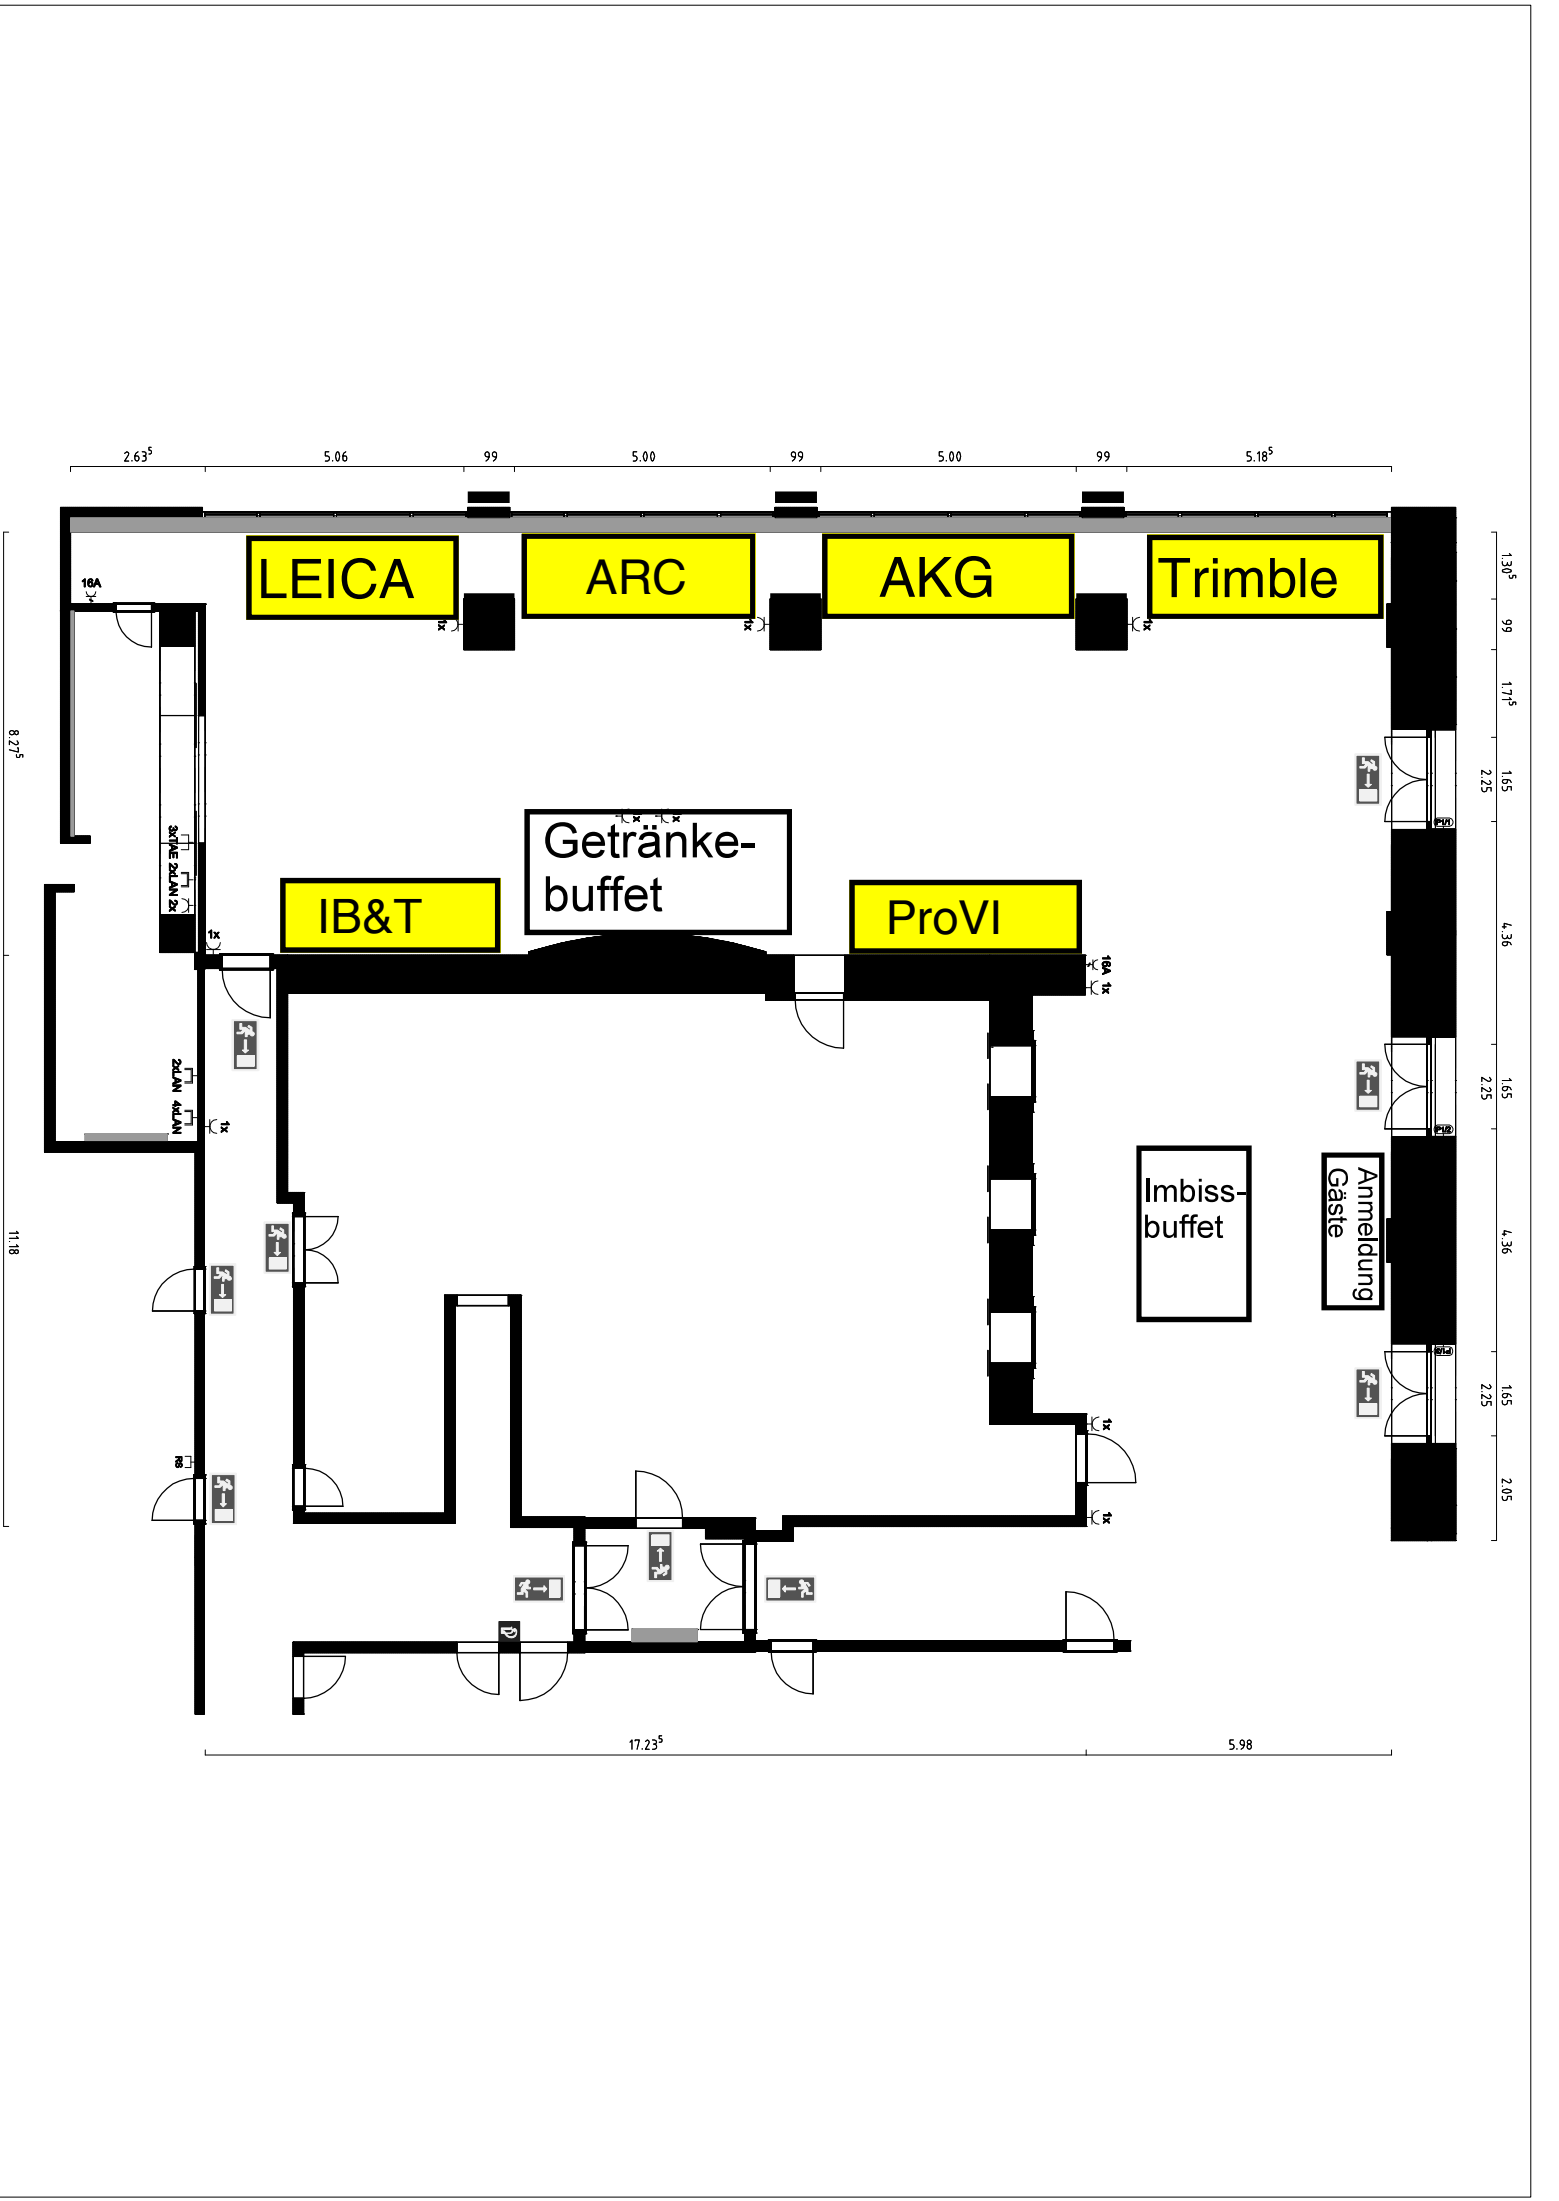 2.63⁵ 5.06 99 5.00 99 5.00 99 5.18⁵
LEICA
ARC
AKG
Trimble
16A
1x
1x
1x
1.30⁵
99
1.71⁵
1.65
2.25
4.36
1.65
2.25
4.36
1.65
2.25
2.05
8.27⁵
11.18
Getränke-
buffet
1x
1x
IB&T
ProVI
3xTAE 2xLAN 2x
1x
16A
1x
2xLAN 4xLAN
1x
Imbiss-
buffet
Anmeldung
Gäste
1x
1x
RS
17.23⁵ 5.98